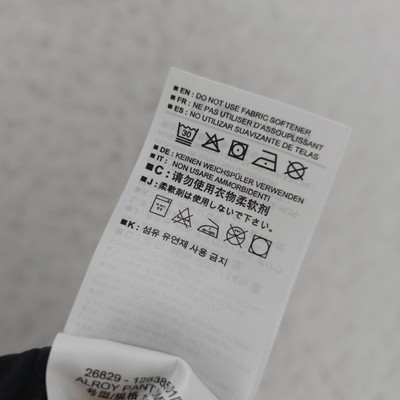 ■ EN : DO NOT USE FABRIC SOFTENER
■ FR : NE PAS UTILISER D'ASSOUPLISSANT
■ ES : NO UTILIZAR SUAVIZANTE DE TELAS
30
■ DE : KEINEN WEICHSPÜLER VERWENDEN
■ IT : NON USARE AMMORBIDENTI
■ C : 请勿使用衣物柔软剂
■ J : 柔軟剤は使用しないで下さい。
■ K : 섬유 유연제 사용 금지
ALROY PANT